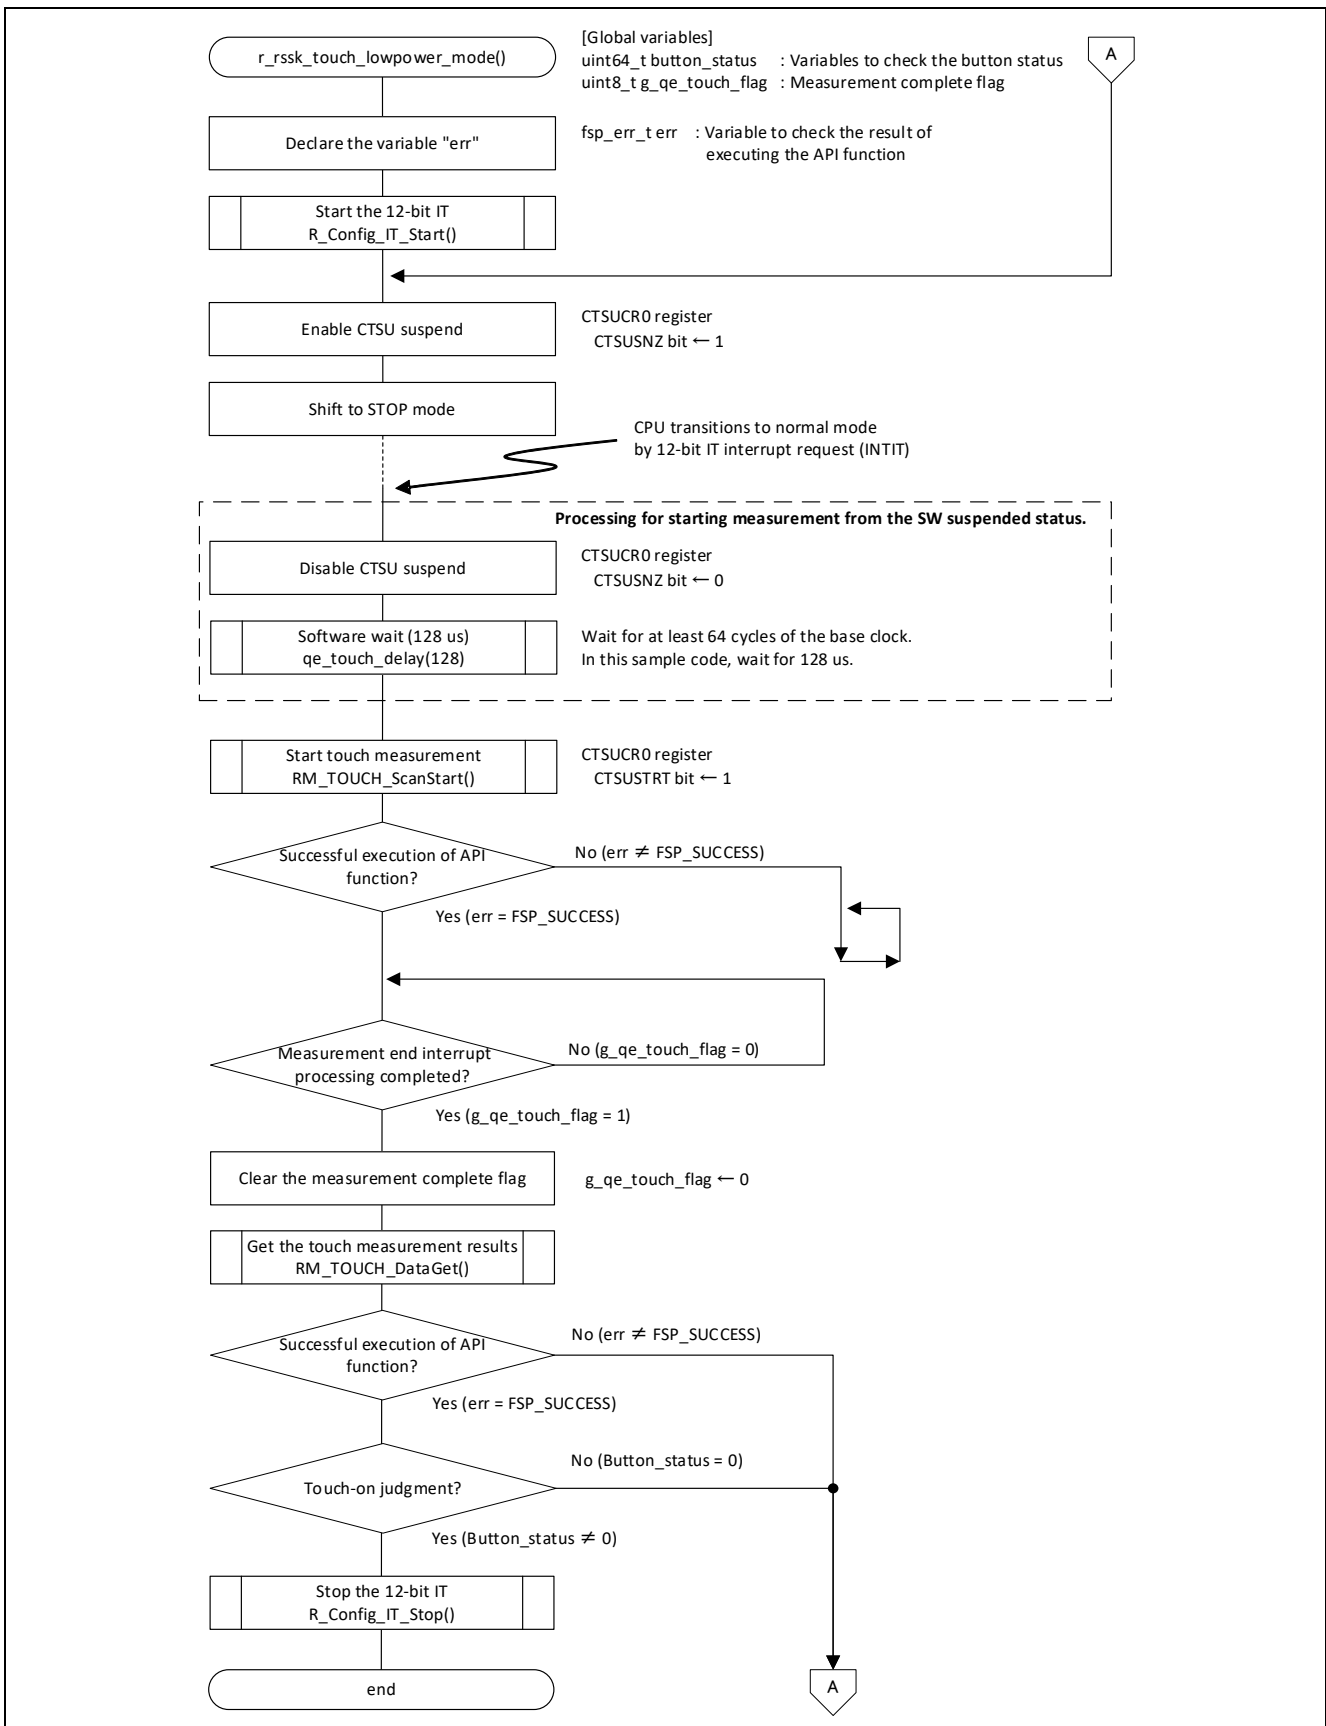 r_rssk_touch_lowpower_mode()
[Global variables]
uint64_t button_status : Variables to check the button status
uint8_t g_qe_touch_flag : Measurement complete flag
A
Declare the variable "err"
fsp_err_t err : Variable to check the result of
executing the API function
Start the 12-bit IT
R_Config_IT_Start()
Enable CTSU suspend
CTSUCR0 register
CTSUSNZ bit ← 1
Shift to STOP mode
CPU transitions to normal mode
by 12-bit IT interrupt request (INTIT)
Processing for starting measurement from the SW suspended status.
Disable CTSU suspend
CTSUCR0 register
CTSUSNZ bit ← 0
Software wait (128 us)
qe_touch_delay(128)
Wait for at least 64 cycles of the base clock.
In this sample code, wait for 128 us.
Start touch measurement
RM_TOUCH_ScanStart()
CTSUCR0 register
CTSUSTRT bit ← 1
Successful execution of API
function?
No (err ≠ FSP_SUCCESS)
Yes (err = FSP_SUCCESS)
Measurement end interrupt
processing completed?
No (g_qe_touch_flag = 0)
Yes (g_qe_touch_flag = 1)
Clear the measurement complete flag
g_qe_touch_flag ← 0
Get the touch measurement results
RM_TOUCH_DataGet()
Successful execution of API
function?
No (err ≠ FSP_SUCCESS)
Yes (err = FSP_SUCCESS)
Touch-on judgment?
No (Button_status = 0)
Yes (Button_status ≠ 0)
Stop the 12-bit IT
R_Config_IT_Stop()
end
A